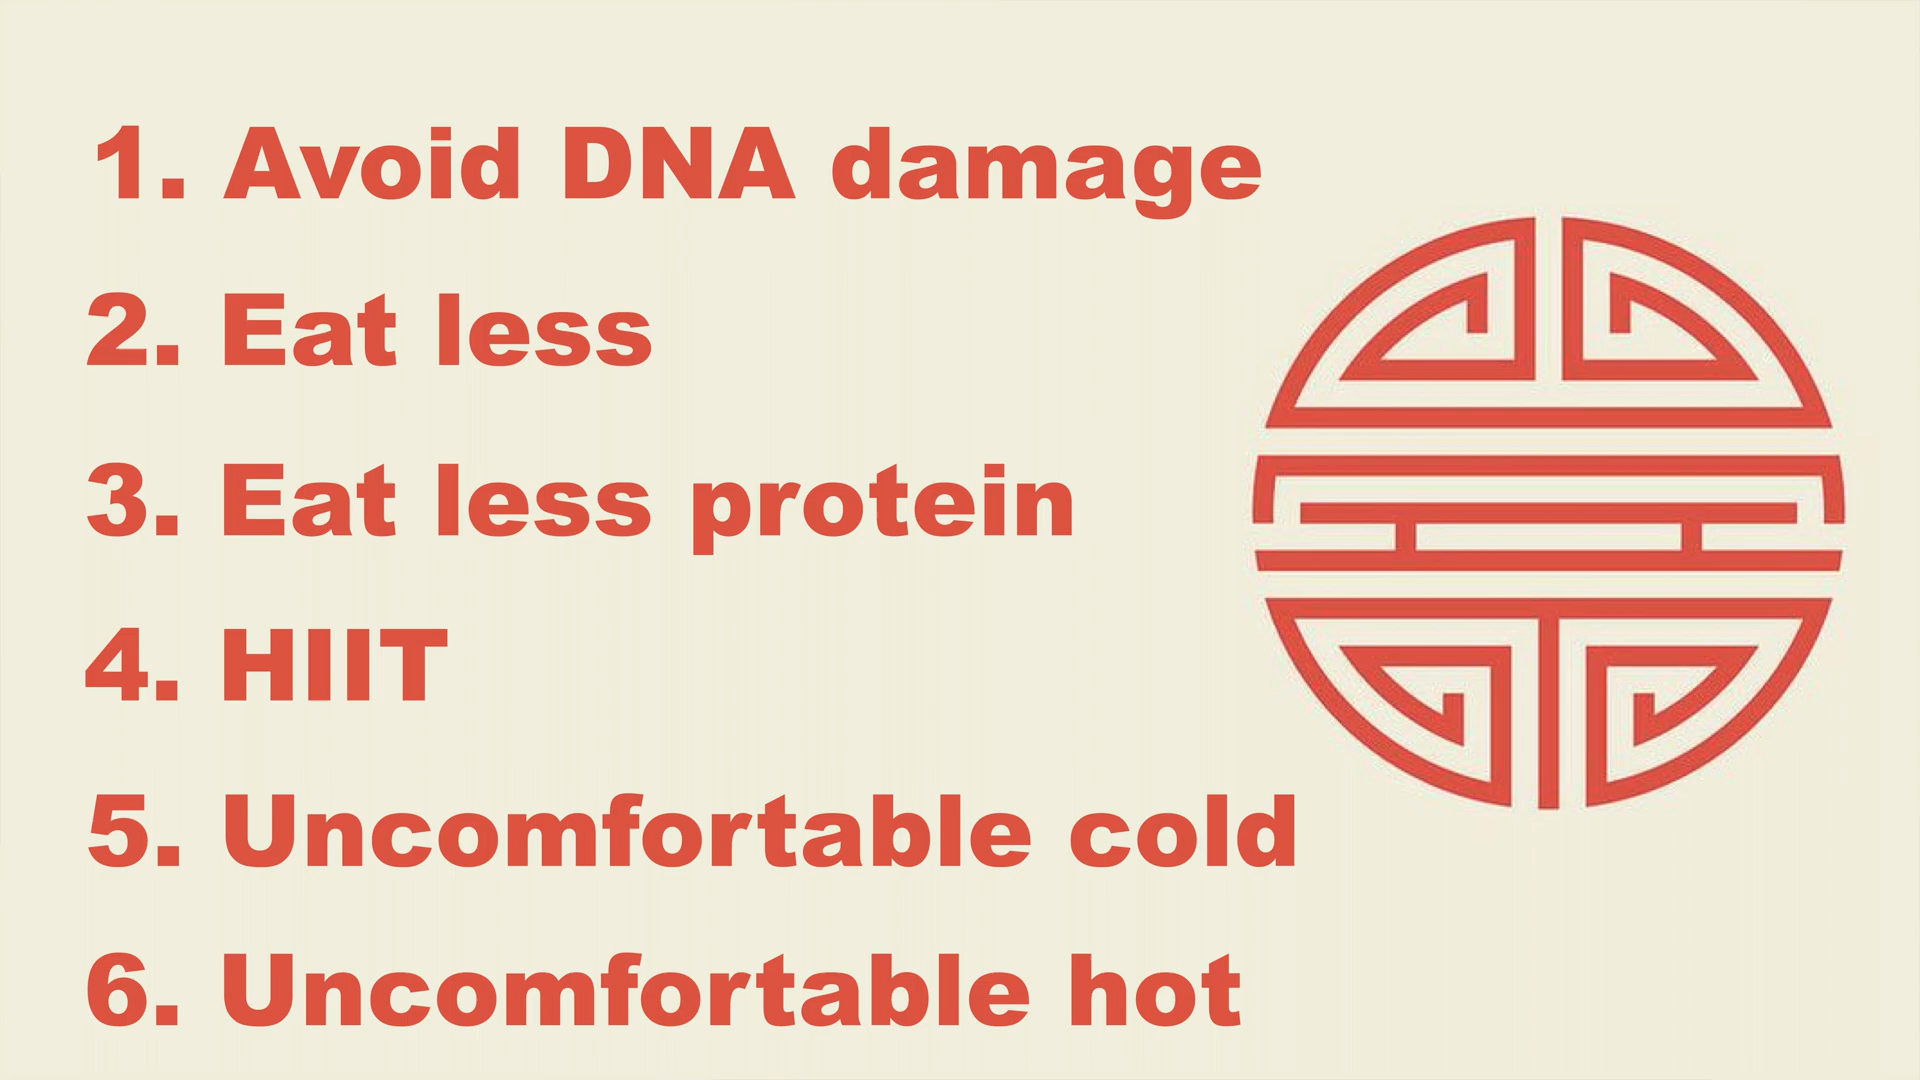 1. Avoid DNA damage
2. Eat less
3. Eat less protein
4. HIIT
5. Uncomfortable cold
6. Uncomfortable hot